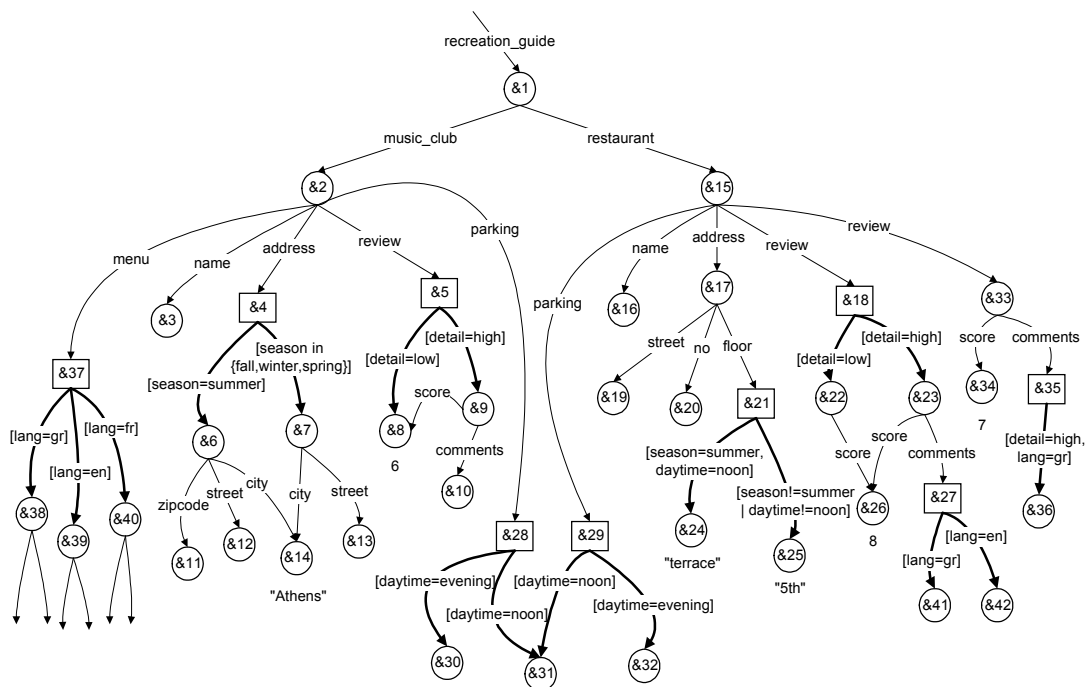 recreation_guide
&1
music_club
restaurant
&2
&15
menu
name
address
review
parking
parking
name
address
review
review
&3
&4
&5
&16
&17
&18
&33
[season=summer]
[season in
{fall,winter,spring}]
[detail=low]
[detail=high]
street
no
floor
[detail=low]
[detail=high]
score
comments
&37
&6
&7
&8
6
score
&9
comments
&10
&19
&20
&21
&22
&23
&34
7
&35
[lang=gr]
[lang=en]
[lang=fr]
zipcode
street
city
city
street
[season=summer,
daytime=noon]
[season!=summer
| daytime!=noon]
score
score
comments
[detail=high,
lang=gr]
&38
&39
&40
&11
&12
&14
"Athens"
&13
&28
&29
&24
"terrace"
&25
"5th"
&26
8
&27
&36
[daytime=evening]
[daytime=noon]
[daytime=noon]
[daytime=evening]
[lang=gr]
[lang=en]
&30
&31
&32
&41
&42